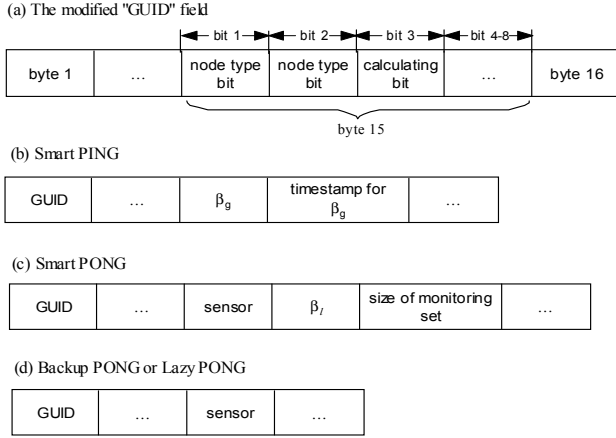 (a) The modified "GUID" field
bit 1 bit 2 bit 3 bit 4-8
byte 1 ... node type bit node type bit calculating bit ... byte 16
byte 15
(b) Smart PING
GUID ... βg timestamp for βg ...
(c) Smart PONG
GUID ... sensor βl size of monitoring set ...
(d) Backup PONG or Lazy PONG
GUID ... sensor ...